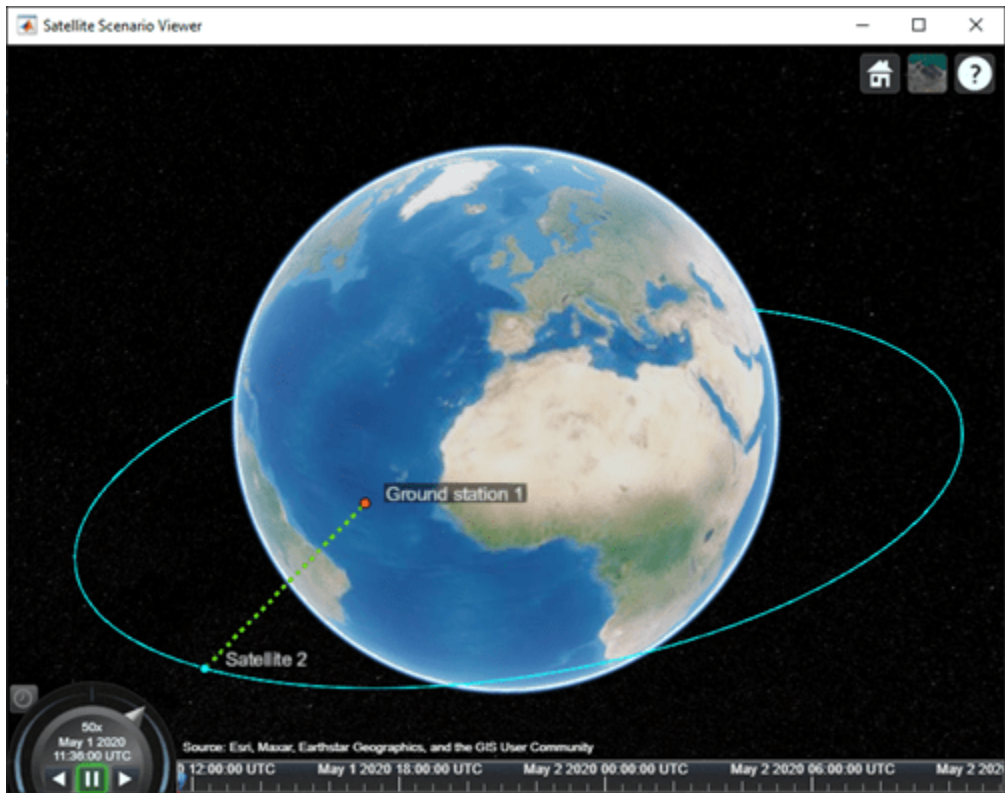 Satellite Scenario Viewer
?
Ground station 1
Satellite 2
50x
May 1 2020
11:36:00 UTC
Source: Esri, Maxar, Earthstar Geographics, and the GIS User Community
0 12:00:00 UTC May 1 2020 18:00:00 UTC May 2 2020 00:00:00 UTC May 2 2020 06:00:00 UTC May 2 202